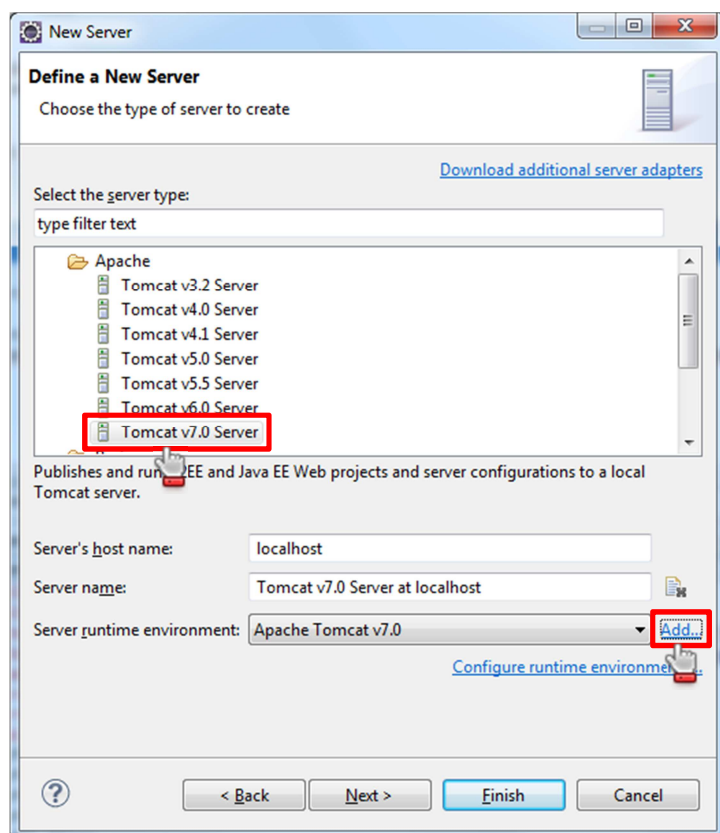 New Server
Define a New Server
Choose the type of server to create
Download additional server adapters
Select the server type:
type filter text
Apache
Tomcat v3.2 Server
Tomcat v4.0 Server
Tomcat v4.1 Server
Tomcat v5.0 Server
Tomcat v5.5 Server
Tomcat v6.0 Server
Tomcat v7.0 Server
Publishes and EE and Java EE Web projects and server configurations to a local
Tomcat server.
Server's host name: localhost
Server name: Tomcat v7.0 Server at localhost
Server runtime environment: Apache Tomcat v7.0 Add...
Configure runtime
< Back Next > Finish Cancel